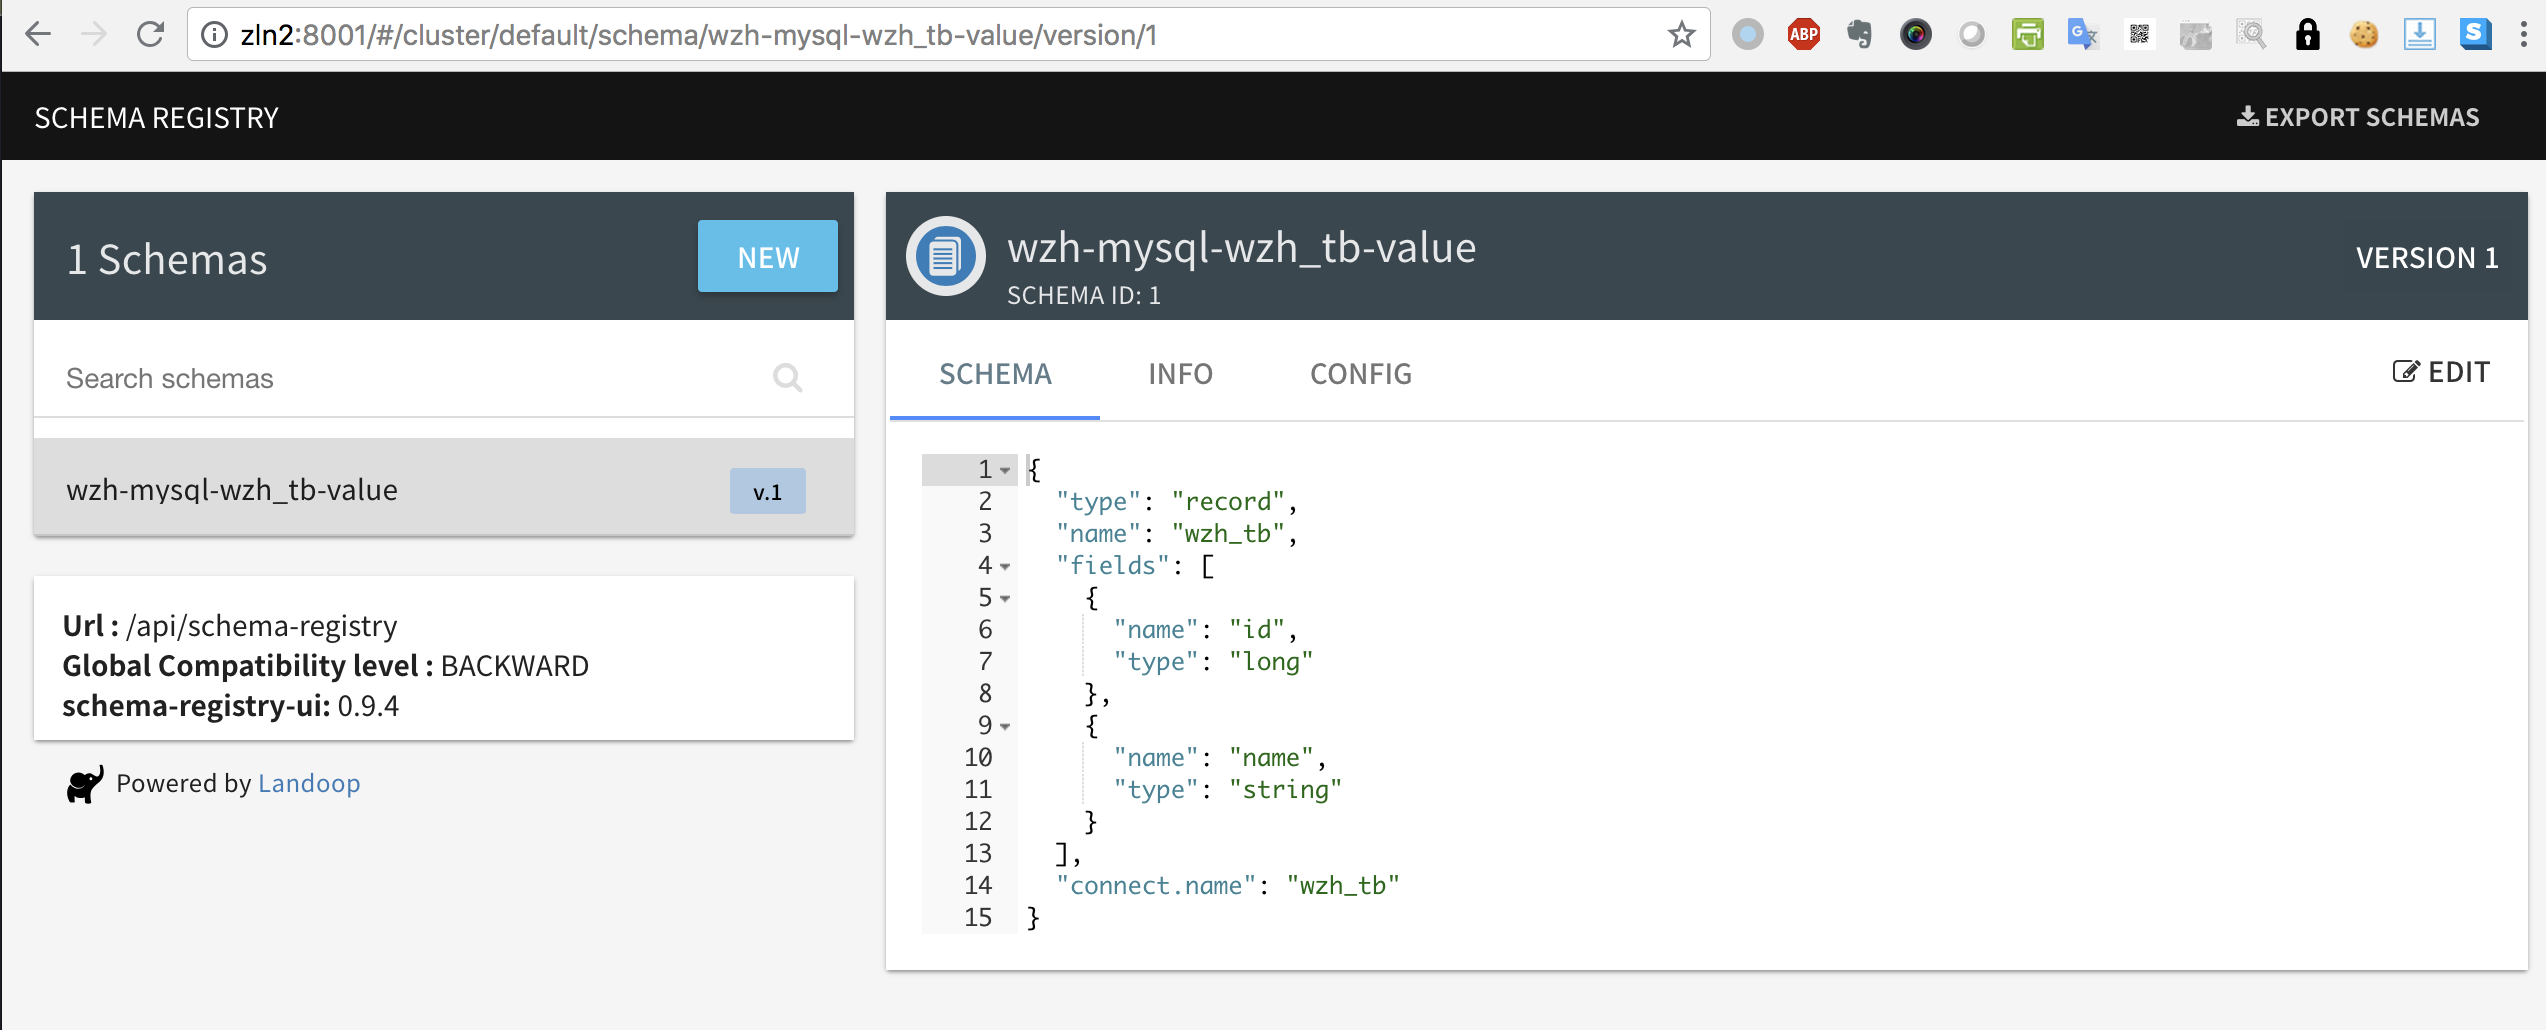 zln2:8001/#/cluster/default/schema/wzh-mysql-wzh_tb-value/version/1
ABP
G
S
SCHEMA REGISTRY
EXPORT SCHEMAS
1 Schemas
NEW
Search schemas
wzh-mysql-wzh_tb-value
v.1
Url : /api/schema-registry
Global Compatibility level : BACKWARD
schema-registry-ui: 0.9.4
Powered by Landoop
wzh-mysql-wzh_tb-value
SCHEMA ID: 1
VERSION 1
SCHEMA
INFO
CONFIG
EDIT
1 {
2   "type": "record",
3   "name": "wzh_tb",
4   "fields": [
5     {
6       "name": "id",
7       "type": "long"
8     },
9     {
10       "name": "name",
11       "type": "string"
12     }
13   ],
14   "connect.name": "wzh_tb"
15 }